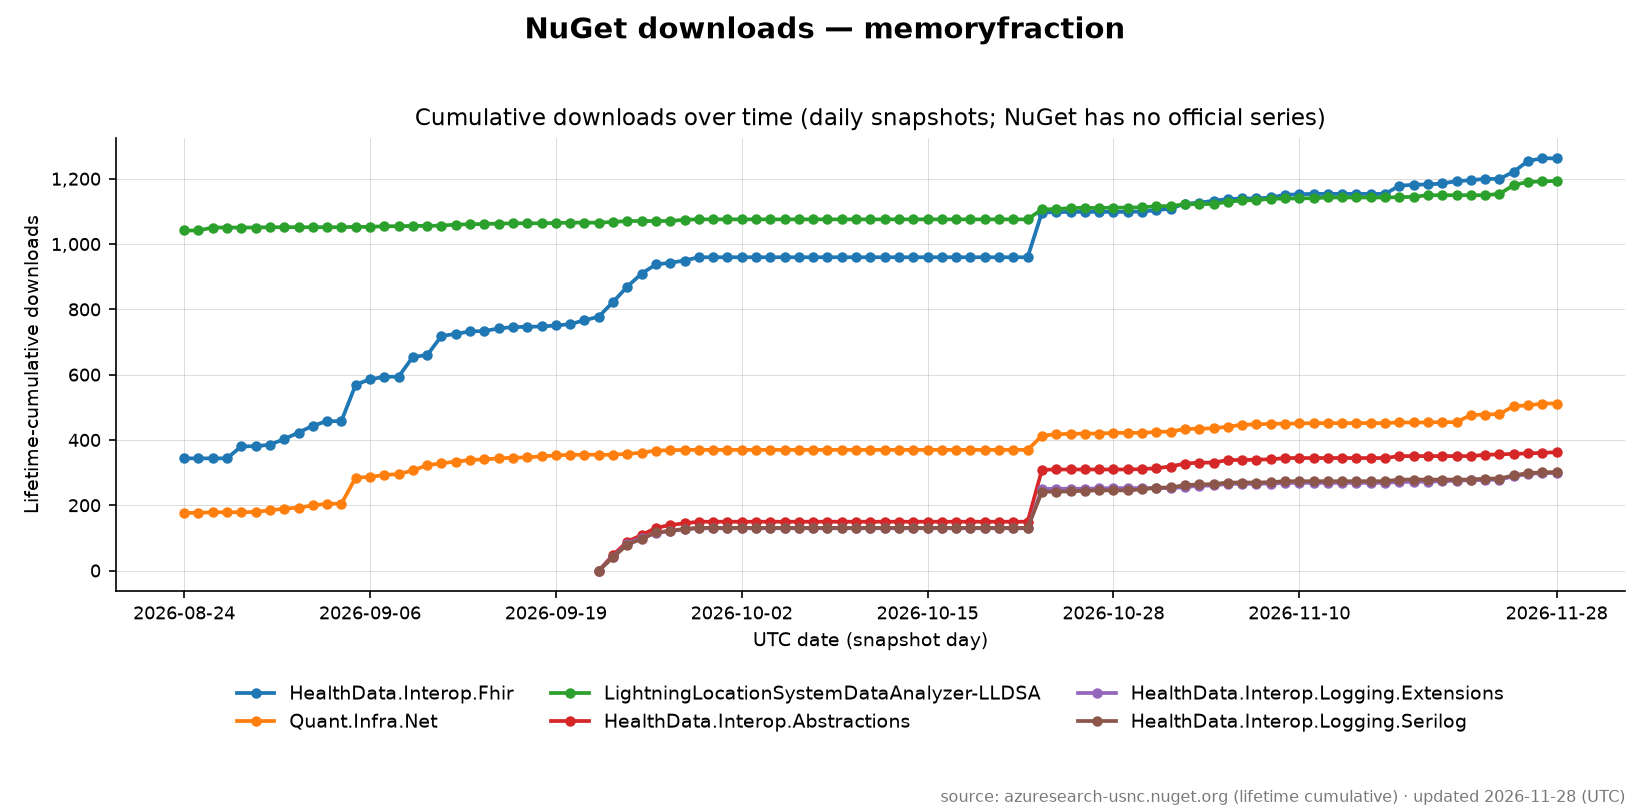 NuGet downloads — memoryfraction
Cumulative downloads over time (daily snapshots; NuGet has no official series)
Lifetime-cumulative downloads
1,200
1,000
800
600
400
200
0
2026-08-24
2026-09-06
2026-09-19
2026-10-02
2026-10-15
2026-10-28
2026-11-10
2026-11-28
UTC date (snapshot day)
HealthData.Interop.Fhir
LightningLocationSystemDataAnalyzer-LLDSA
HealthData.Interop.Logging.Extensions
Quant.Infra.Net
HealthData.Interop.Abstractions
HealthData.Interop.Logging.Serilog
source: azuresearch-usnc.nuget.org (lifetime cumulative) · updated 2026-11-28 (UTC)